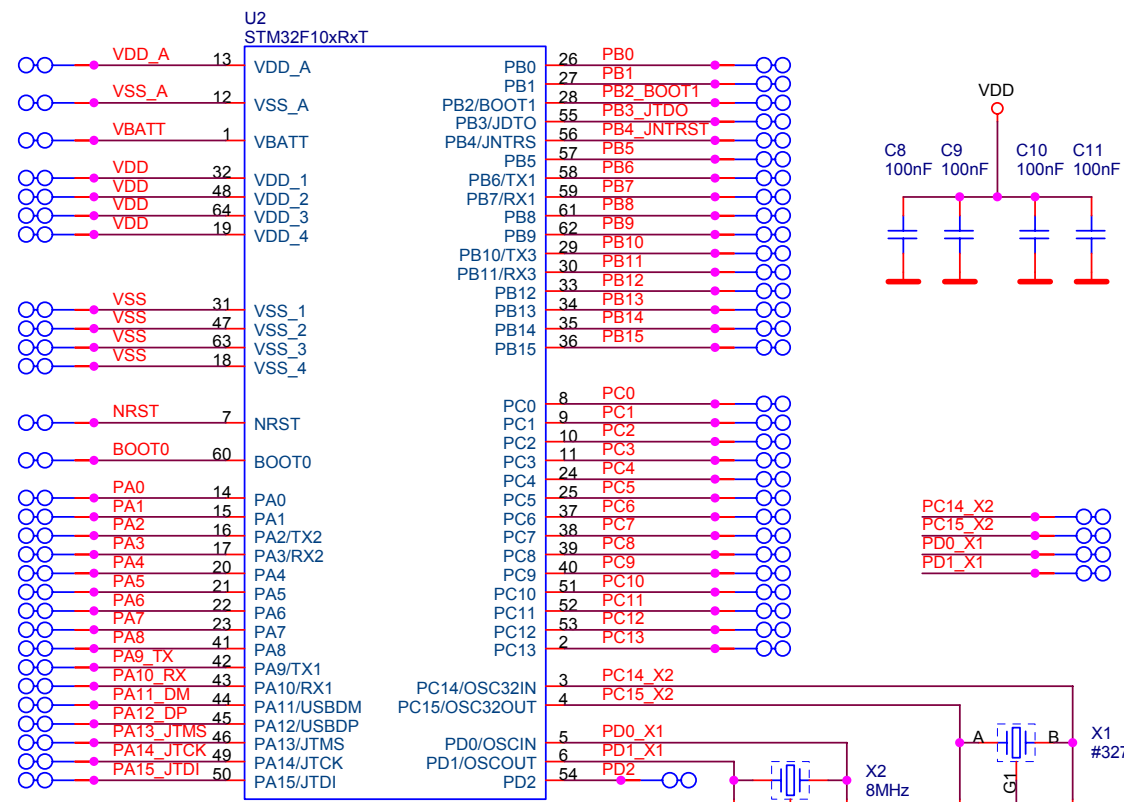 U2
STM32F10xRxT
VDD_A 13 VDD_A
VSS_A 12 VSS_A
VBATT 1 VBATT
VDD 32 VDD_1
VDD 48 VDD_2
VDD 64 VDD_3
VDD 19 VDD_4
VSS 31 VSS_1
VSS 47 VSS_2
VSS 63 VSS_3
VSS 18 VSS_4
NRST 7 NRST
BOOT0 60 BOOT0
PA0 14 PA0
PA1 15 PA1
PA2 16 PA2/TX2
PA3 17 PA3/RX2
PA4 20 PA4
PA5 21 PA5
PA6 22 PA6
PA7 23 PA7
PA8 41 PA8
PA9_TX 42 PA9/TX1
PA10_RX 43 PA10/RX1
PA11_DM 44 PA11/USBDM
PA12_DP 45 PA12/USBDP
PA13_JTMS 46 PA13/JTMS
PA14_JTCK 49 PA14/JTCK
PA15_JTDI 50 PA15/JTDI
PB0 26 PB0
PB1 27 PB1
PB2/BOOT1 28 PB2_BOOT1
PB3/JDTO 55 PB3_JTDO
PB4/JNTRS 56 PB4_JNTRST
PB5 57 PB5
PB6/TX1 58 PB6
PB7/RX1 59 PB7
PB8 61 PB8
PB9 62 PB9
PB10/TX3 29 PB10
PB11/RX3 30 PB11
PB12 33 PB12
PB13 34 PB13
PB14 35 PB14
PB15 36 PB15
PC0 8 PC0
PC1 9 PC1
PC2 10 PC2
PC3 11 PC3
PC4 24 PC4
PC5 25 PC5
PC6 37 PC6
PC7 38 PC7
PC8 39 PC8
PC9 40 PC9
PC10 51 PC10
PC11 52 PC11
PC12 53 PC12
PC13 2 PC13
PC14/OSC32IN 3 PC14_X2
PC15/OSC32OUT 4 PC15_X2
PD0/OSCIN 5 PD0_X1
PD1/OSCOUT 6 PD1_X1
PD2 54 PD2
VDD
C8 C9 C10 C11
100nF 100nF 100nF 100nF
PC14_X2
PC15_X2
PD0_X1
PD1_X1
X2
8MHz
A B
G1
X1
#327